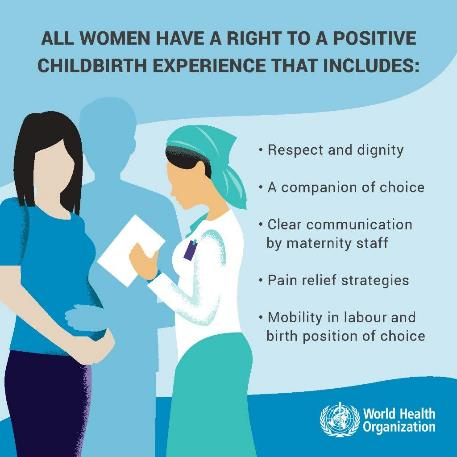 ALL WOMEN HAVE A RIGHT TO A POSITIVE
CHILDBIRTH EXPERIENCE THAT INCLUDES:
• Respect and dignity
• A companion of choice
• Clear communication
by maternity staff
• Pain relief strategies
• Mobility in labour and
birth position of choice
World Health
Organization